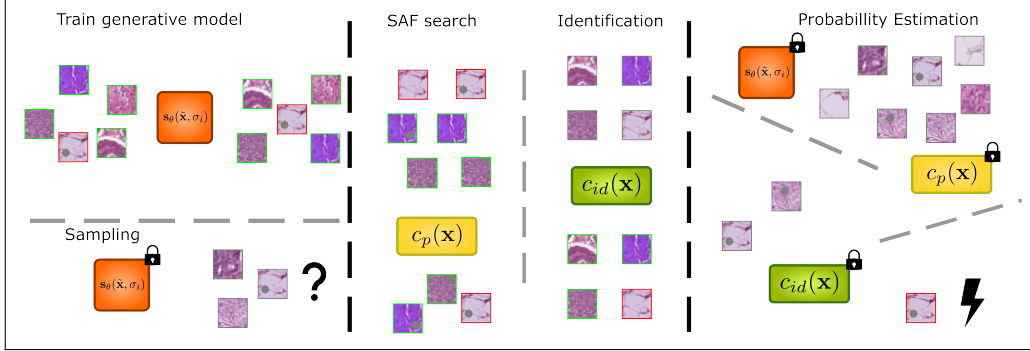 Train generative model
SAF search
Identification
Probabillity Estimation
s_θ(x̃, σ_i)
s_θ(x̃, σ_i)
c_id(x)
c_p(x)
c_p(x)
Sampling
s_θ(x̃, σ_i)
?
c_id(x)